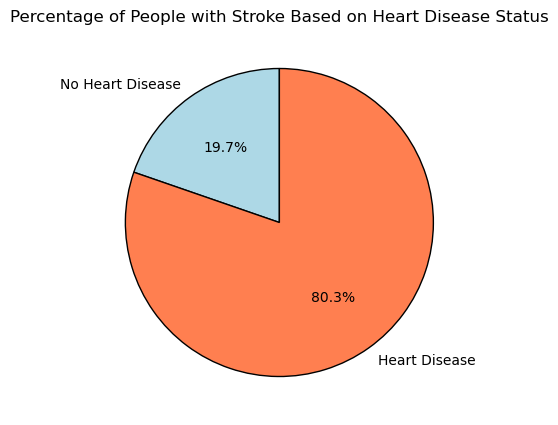 Percentage of People with Stroke Based on Heart Disease Status
No Heart Disease
19.7%
80.3%
Heart Disease